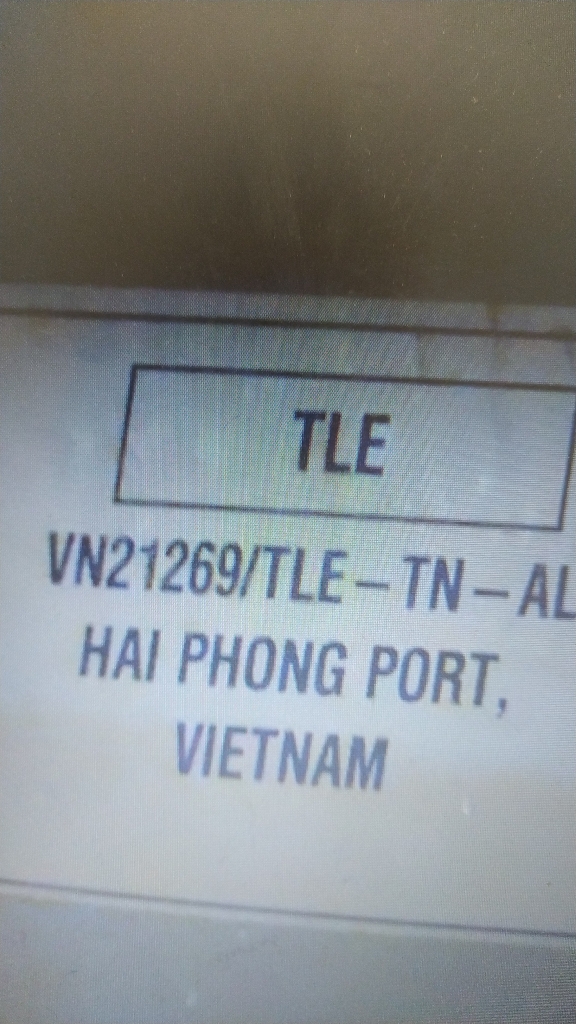 TLE
VN21269/TLE – TN – AL
HAI PHONG PORT,
VIETNAM